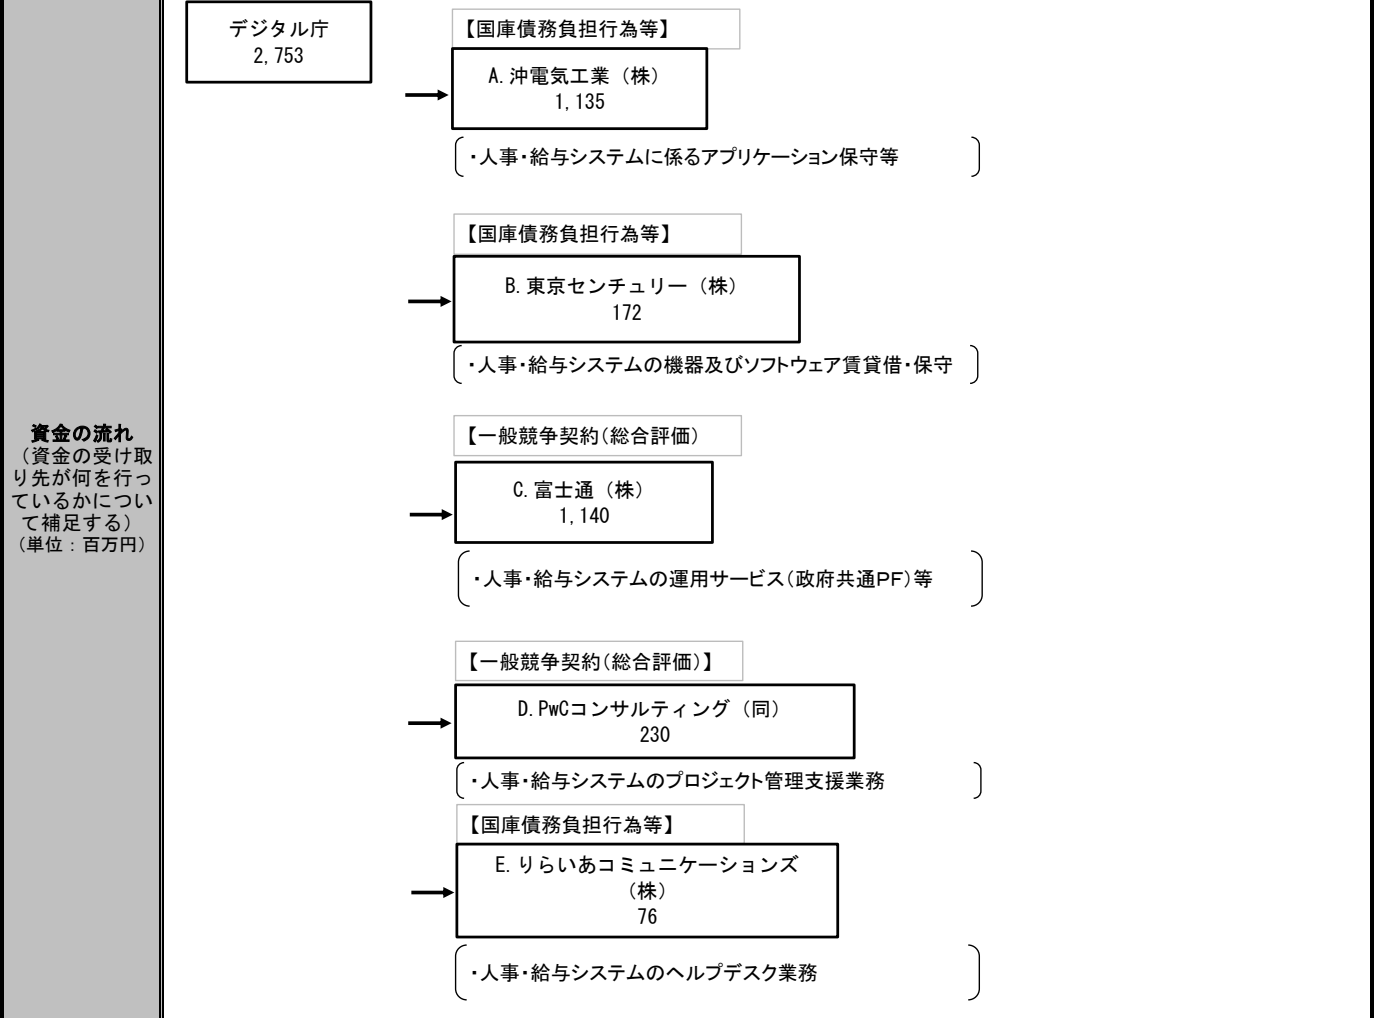 資金の流れ
（資金の受け取
り先が何を行っ
ているかについ
て補足する）
（単位：百万円）
デジタル庁
2,753
【国庫債務負担行為等】
A.沖電気工業（株）
1,135
・人事・給与システムに係るアプリケーション保守等
【国庫債務負担行為等】
B.東京センチュリー（株）
172
・人事・給与システムの機器及びソフトウェア賃貸借・保守
【一般競争契約（総合評価）
C.富士通（株）
1,140
・人事・給与システムの運用サービス（政府共通PF）等
【一般競争契約（総合評価）】
D.PwCコンサルティング（同）
230
・人事・給与システムのプロジェクト管理支援業務
【国庫債務負担行為等】
E.りらいあコミュニケーションズ
（株）
76
・人事・給与システムのヘルプデスク業務